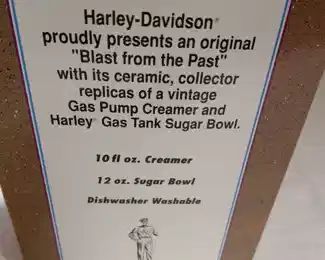 Harley-Davidson®
proudly presents an original
"Blast from the Past"
with its ceramic, collector
replicas of a vintage
Gas Pump Creamer and
Harley® Gas Tank Sugar Bowl.
10 fl oz. Creamer
12 oz. Sugar Bowl
Dishwasher Washable